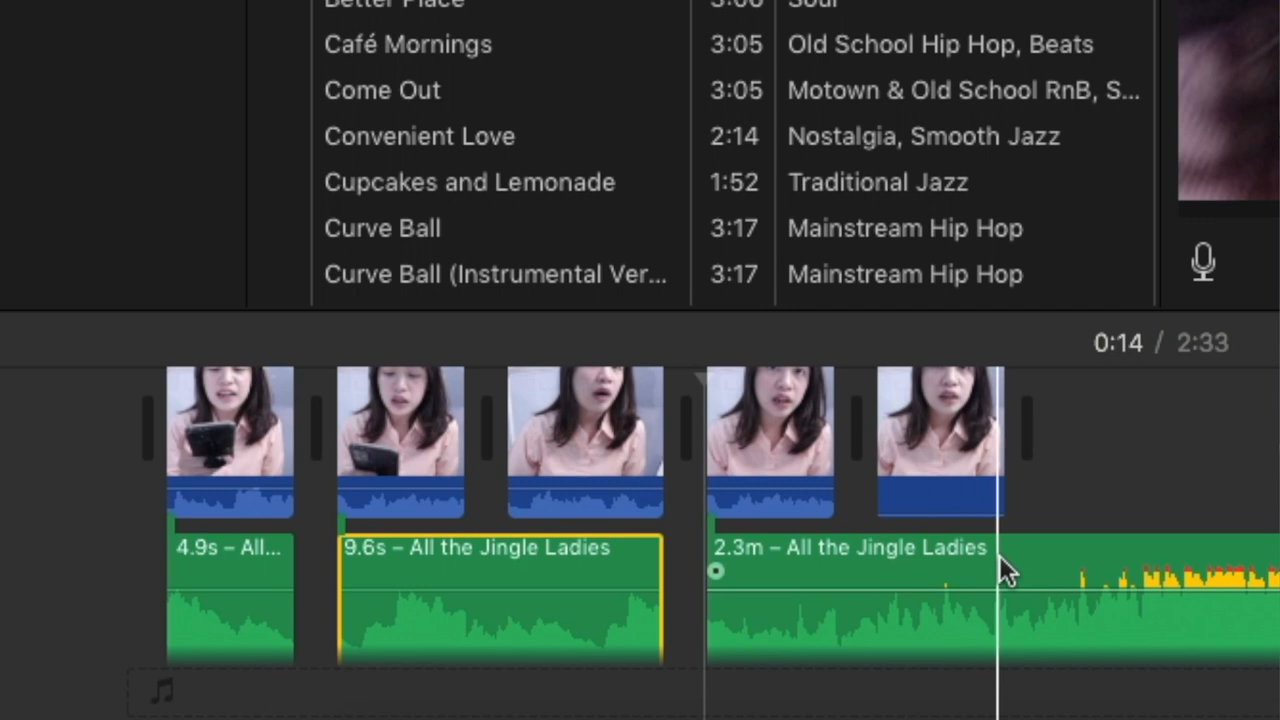 Better Place 3:06 Soul
Café Mornings 3:05 Old School Hip Hop, Beats
Come Out 3:05 Motown & Old School RnB, S...
Convenient Love 2:14 Nostalgia, Smooth Jazz
Cupcakes and Lemonade 1:52 Traditional Jazz
Curve Ball 3:17 Mainstream Hip Hop
Curve Ball (Instrumental Ver... 3:17 Mainstream Hip Hop
0:14 / 2:33
4.9s – All... 9.6s – All the Jingle Ladies 2.3m – All the Jingle Ladies